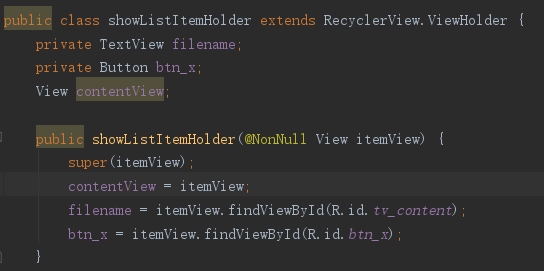 public class showListItemHolder extends RecyclerView.ViewHolder {
private TextView filename;
private Button btn_x;
View contentView;
public showListItemHolder(@NonNull View itemView) {
super(itemView);
contentView = itemView;
filename = itemView.findViewById(R.id.tv_content);
btn_x = itemView.findViewById(R.id.btn_x);
}